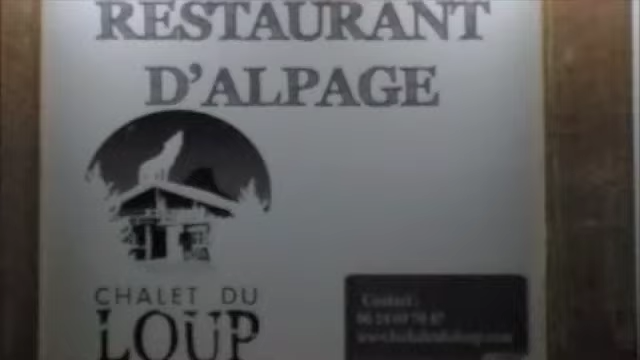 RESTAURANT
D'ALPAGE
CHALET DU
LOUP
Contact :